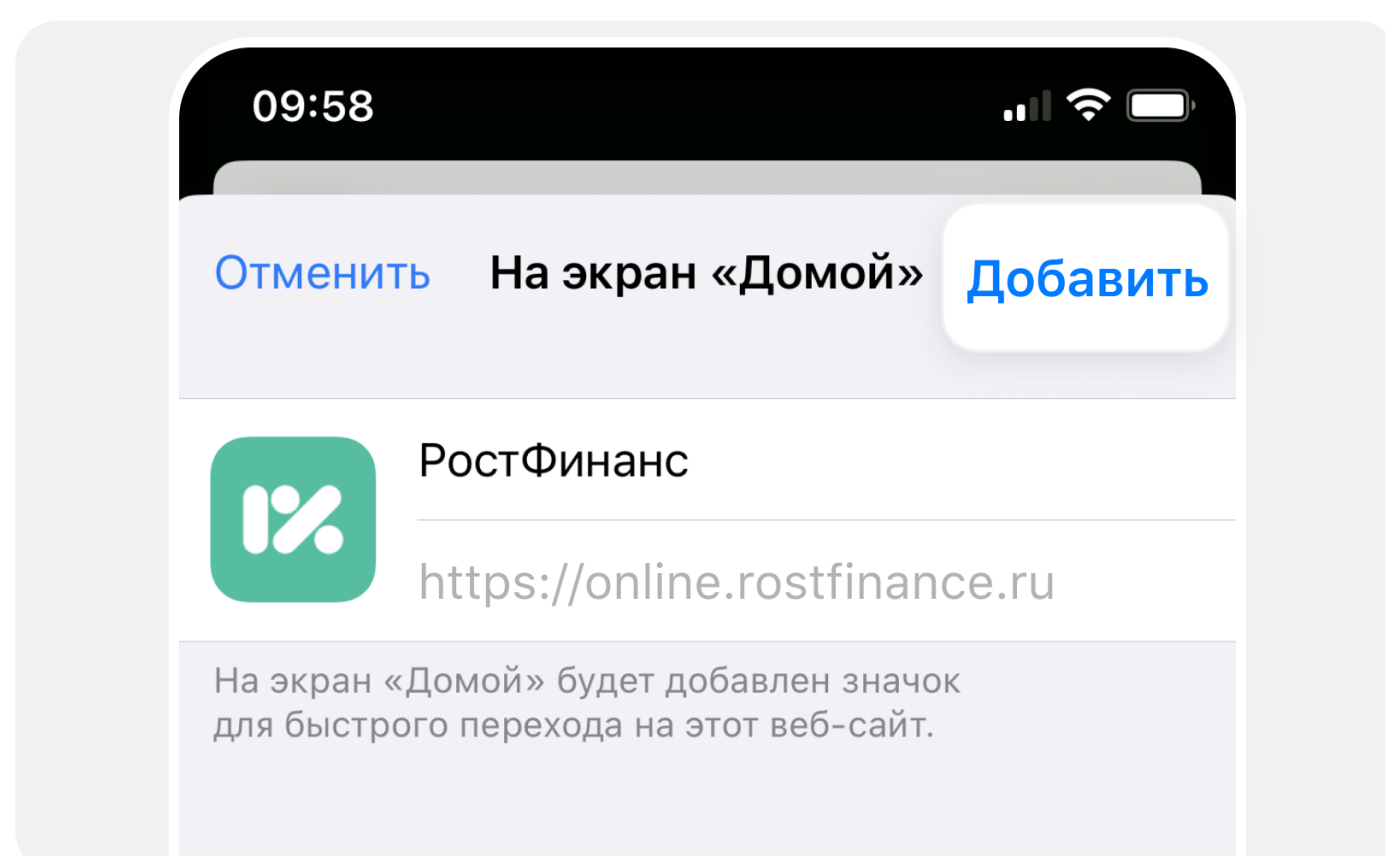 09:58
Отменить На экран «Домой» Добавить
РостФинанс
https://online.rostfinance.ru
На экран «Домой» будет добавлен значок
для быстрого перехода на этот веб-сайт.